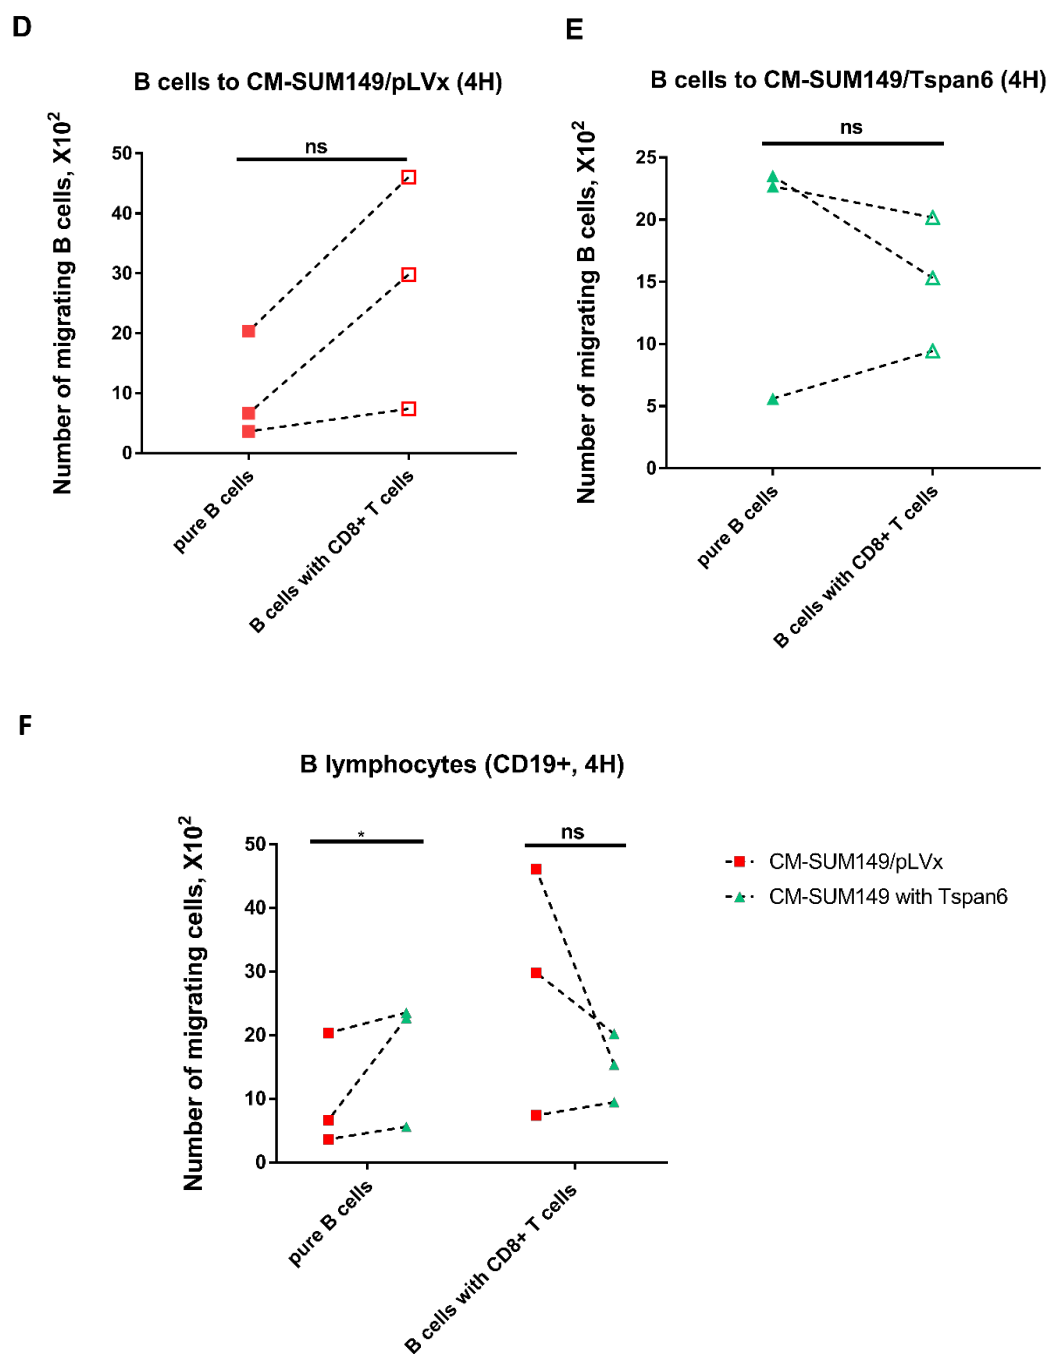 D
B cells to CM-SUM149/pLVx (4H)
ns
Number of migrating B cells, X10²
50
40
30
20
10
0
pure B cells
B cells with CD8+ T cells
E
B cells to CM-SUM149/Tspan6 (4H)
ns
Number of migrating B cells, X10²
25
20
15
10
5
0
pure B cells
B cells with CD8+ T cells
F
B lymphocytes (CD19+, 4H)
*
ns
Number of migrating cells, X10²
50
40
30
20
10
0
pure B cells
B cells with CD8+ T cells
CM-SUM149/pLVx
CM-SUM149 with Tspan6